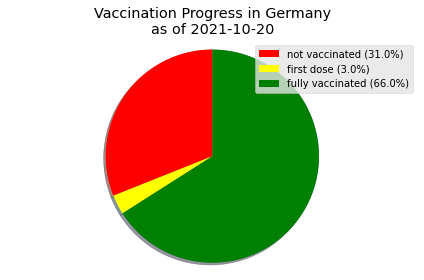 Vaccination Progress in Germany
as of 2021-10-20
not vaccinated (31.0%)
first dose (3.0%)
fully vaccinated (66.0%)